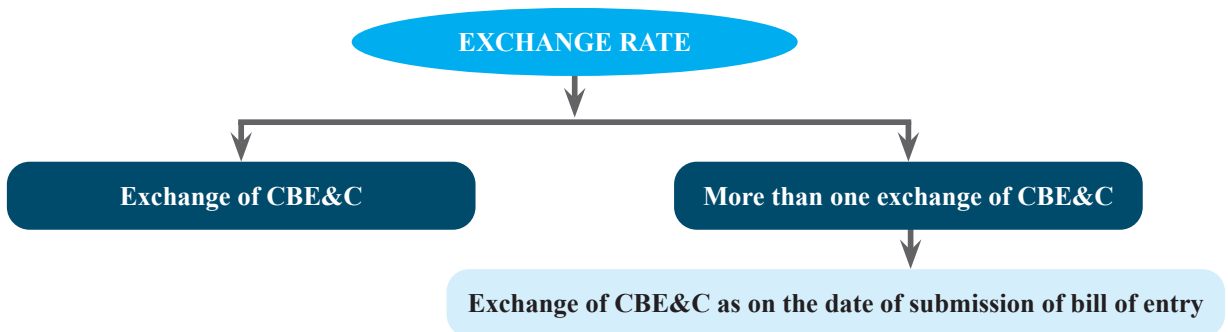 EXCHANGE RATE
Exchange of CBE&C
More than one exchange of CBE&C
Exchange of CBE&C as on the date of submission of bill of entry